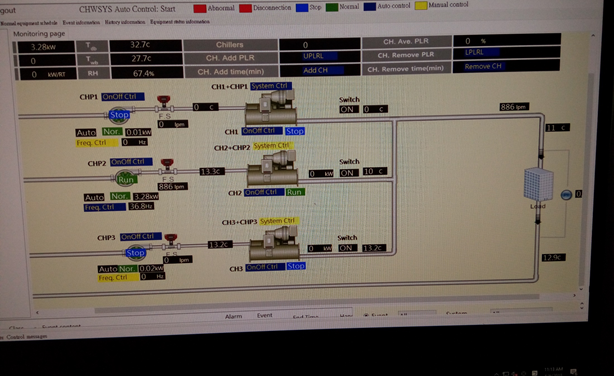 gout
CHWSYS Auto Control: Start
Abnormal Disconnection Stop Normal Auto control Manual control
Manual equipment schedule Event information History information Equipment status information
Monitoring page
3.28kw Tdb 32.7c Chillers 0 CH. Ave. PLR 0 %
0 Twb 27.7c CH. Add PLR UPLRL CH. Remove PLR LPLRL
0 kW/RT RH 67.4% CH. Add time(min) Add CH CH. Remove time(min) Remove CH
CHP1 OnOff Ctrl
Stop
Auto Nor. 0.01kw
Freq. Ctrl 0 Hz
F S
0 lpm
0 c
CH1+CHP1 System Ctrl
CH1 OnOff Ctrl Stop
Switch
0 kW ON 0 c
886 lpm
11 c
CHP2 OnOff Ctrl
Run
Auto Nor. 3.28kw
Freq. Ctrl 36.8Hz
F S
886 lpm
13.3c
CH2+CHP2 System Ctrl
CH2 OnOff Ctrl Run
Switch
0 kW ON 10 c
Load
0
CHP3 OnOff Ctrl
Stop
Auto Nor. 0.02kw
Freq. Ctrl 0 Hz
F S
0 lpm
13.2c
CH3+CHP3 System Ctrl
CH3 OnOff Ctrl Stop
Switch
0 kW ON 13.2c
12.9c
Alarm Event
Control messages